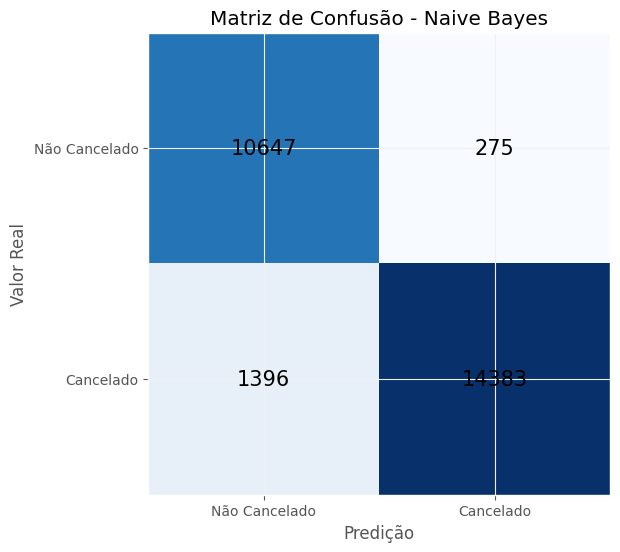 Matriz de Confusão - Naive Bayes
Valor Real
Não Cancelado
10647
275
Cancelado
1396
14383
Não Cancelado
Cancelado
Predição